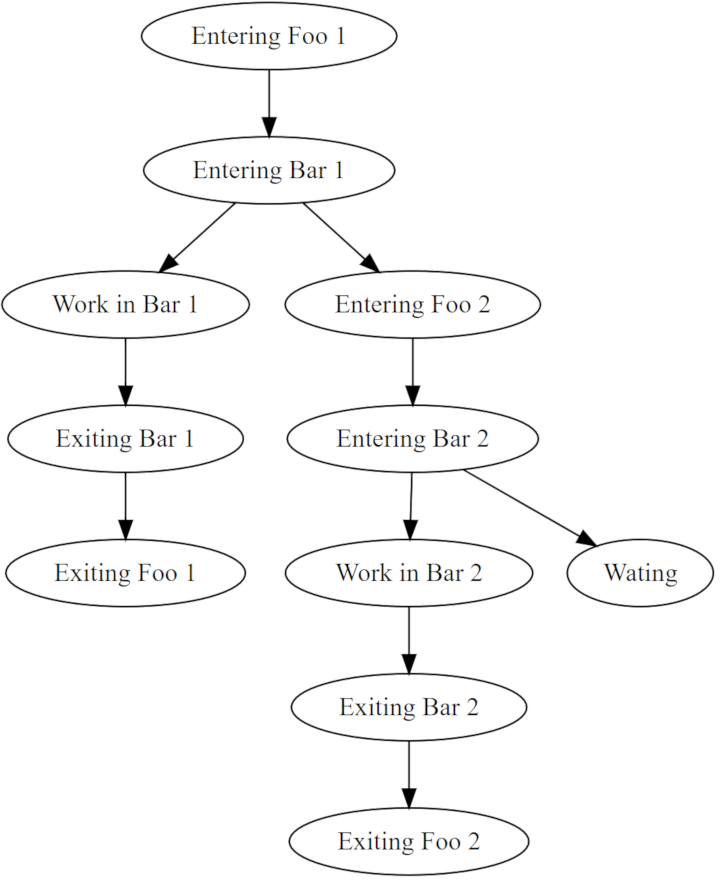 Entering Foo 1
Entering Bar 1
Work in Bar 1
Entering Foo 2
Exiting Bar 1
Entering Bar 2
Exiting Foo 1
Work in Bar 2
Wating
Exiting Bar 2
Exiting Foo 2